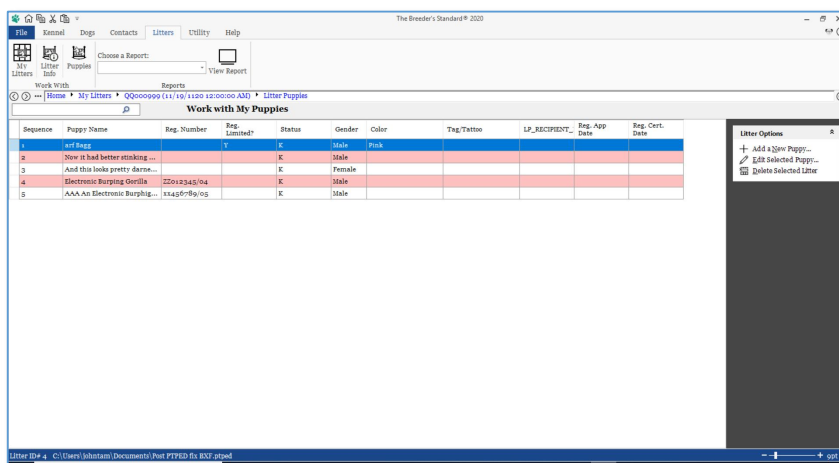 The Breeder's Standard® 2020
File Kennel Dogs Contacts Litters Utility Help
My Litters
Litter Info
Puppies
Choose a Report:
View Report
Work With
Reports
Home My Litters QQ000999 (11/19/1120 12:00:00 AM) Litter Puppies
Work with My Puppies
Sequence Puppy Name Reg. Number Reg. Limited? Status Gender Color Tag/Tattoo LP_RECIPIENT_ Reg. App Date Reg. Cert. Date
1 arf Bagg Y K Male Pink
2 Now it had better stinking ... K Male
3 And this looks pretty darne... K Female
4 Electronic Burping Gorilla ZZ012345/04 K Male
5 AAA An Electronic Burphig... xx456789/05 K Male
Litter Options
Add a New Puppy...
Edit Selected Puppy...
Delete Selected Litter
Litter ID# 4 C:\Users\johntam\Documents\Post PTPED fix BXF.ptped
9pt